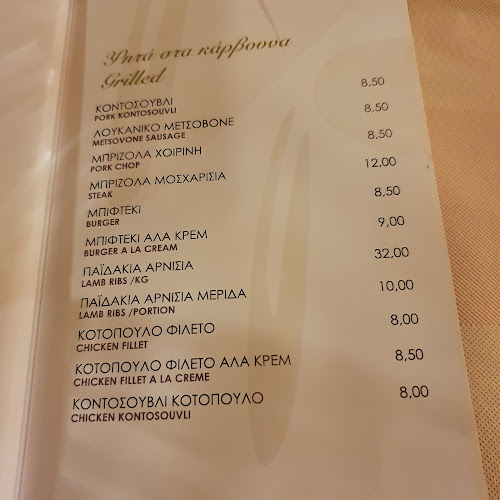 Ψητά στα κάρβουνα
Grilled
ΚΟΝΤΟΣΟΥΒΛΙ 8,50
PORK KONTOSOUVLI
ΛΟΥΚΑΝΙΚΟ ΜΕΤΣΟΒΟΝΕ 8,50
METSOVONE SAUSAGE
ΜΠΡΙΖΟΛΑ ΧΟΙΡΙΝΗ 8,50
PORK CHOP
ΜΠΡΙΖΟΛΑ ΜΟΣΧΑΡΙΣΙΑ 12,00
STEAK
ΜΠΙΦΤΕΚΙ 8,50
BURGER
ΜΠΙΦΤΕΚΙ ΑΛΑ ΚΡΕΜ 9,00
BURGER A LA CREAM
ΠΑΪΔΑΚΙΑ ΑΡΝΙΣΙΑ 32,00
LAMB RIBS /KG
ΠΑΪΔΑΚΙΑ ΑΡΝΙΣΙΑ ΜΕΡΙΔΑ 10,00
LAMB RIBS /PORTION
ΚΟΤΟΠΟΥΛΟ ΦΙΛΕΤΟ 8,00
CHICKEN FILLET
ΚΟΤΟΠΟΥΛΟ ΦΙΛΕΤΟ ΑΛΑ ΚΡΕΜ 8,50
CHICKEN FILLET A LA CREME
ΚΟΝΤΟΣΟΥΒΛΙ ΚΟΤΟΠΟΥΛΟ 8,00
CHICKEN KONTOSUVLI